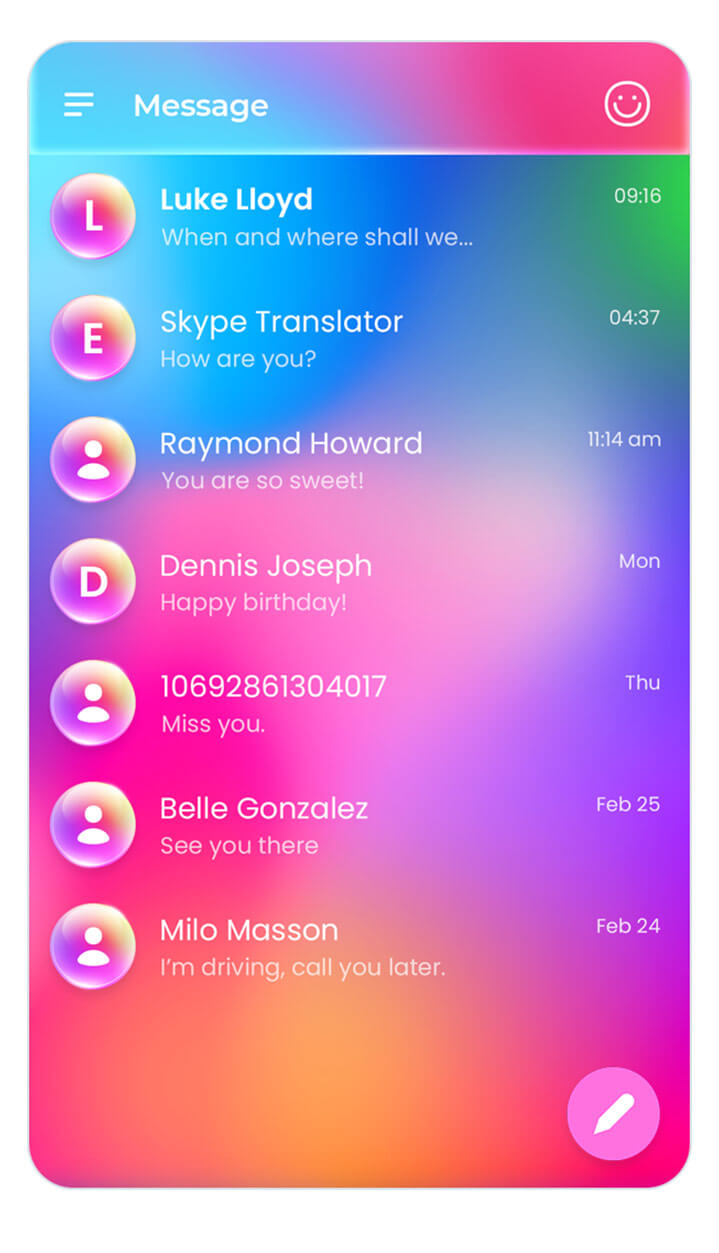 Message
L
Luke Lloyd
09:16
When and where shall we...
E
Skype Translator
04:37
How are you?
Raymond Howard
11:14 am
You are so sweet!
D
Dennis Joseph
Mon
Happy birthday!
10692861304017
Thu
Miss you.
Belle Gonzalez
Feb 25
See you there
Milo Masson
Feb 24
I'm driving, call you later.